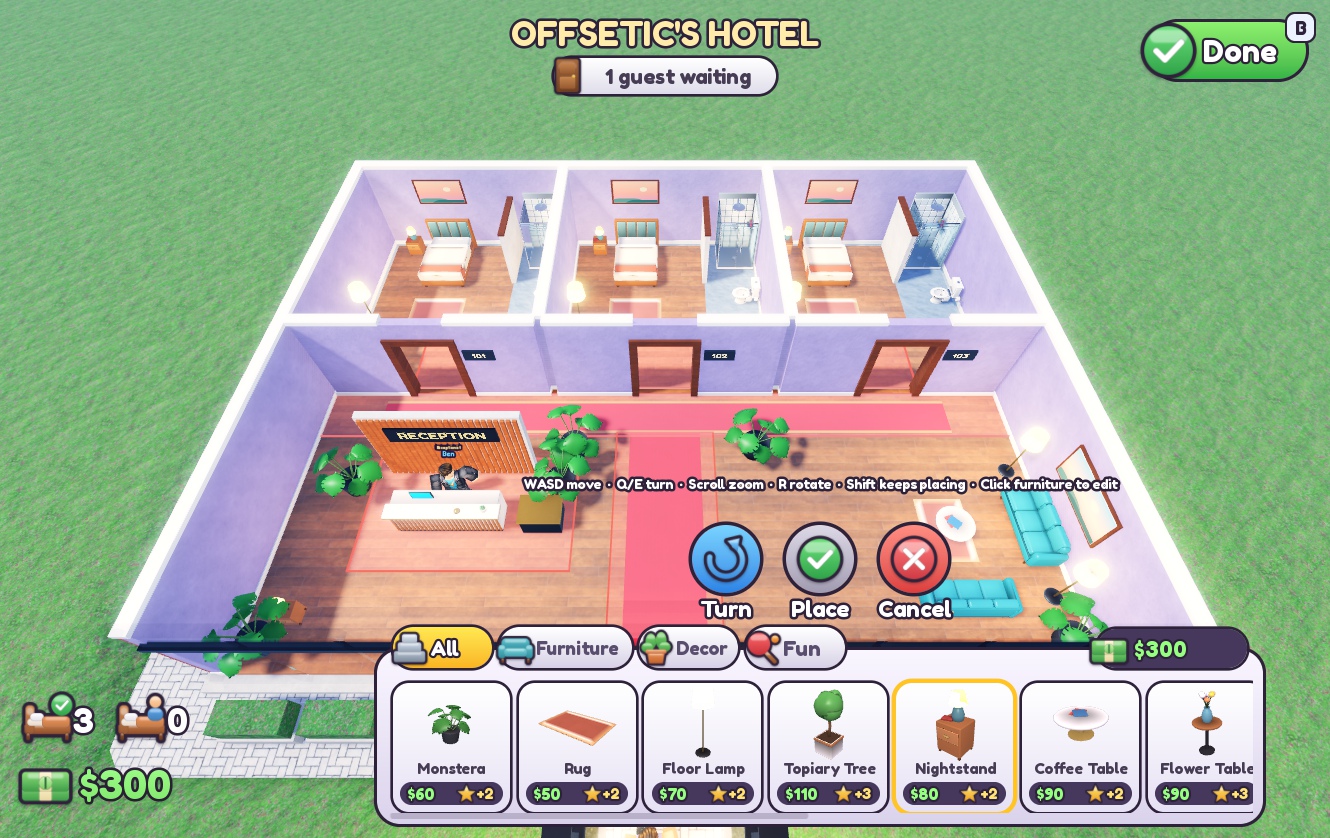 OFFSETIC'S HOTEL
1 guest waiting
B
Done
101
102
103
RECEPTION
Receptionist
Ben
WASD move • Q/E turn • Scroll zoom • R rotate • Shift keeps placing • Click furniture to edit
Turn
Place
Cancel
All
Furniture
Decor
Fun
$300
3
0
$300
Monstera
$60
+2
Rug
$50
+2
Floor Lamp
$70
+2
Topiary Tree
$110
+3
Nightstand
$80
+2
Coffee Table
$90
+2
Flower Table
$90
+3